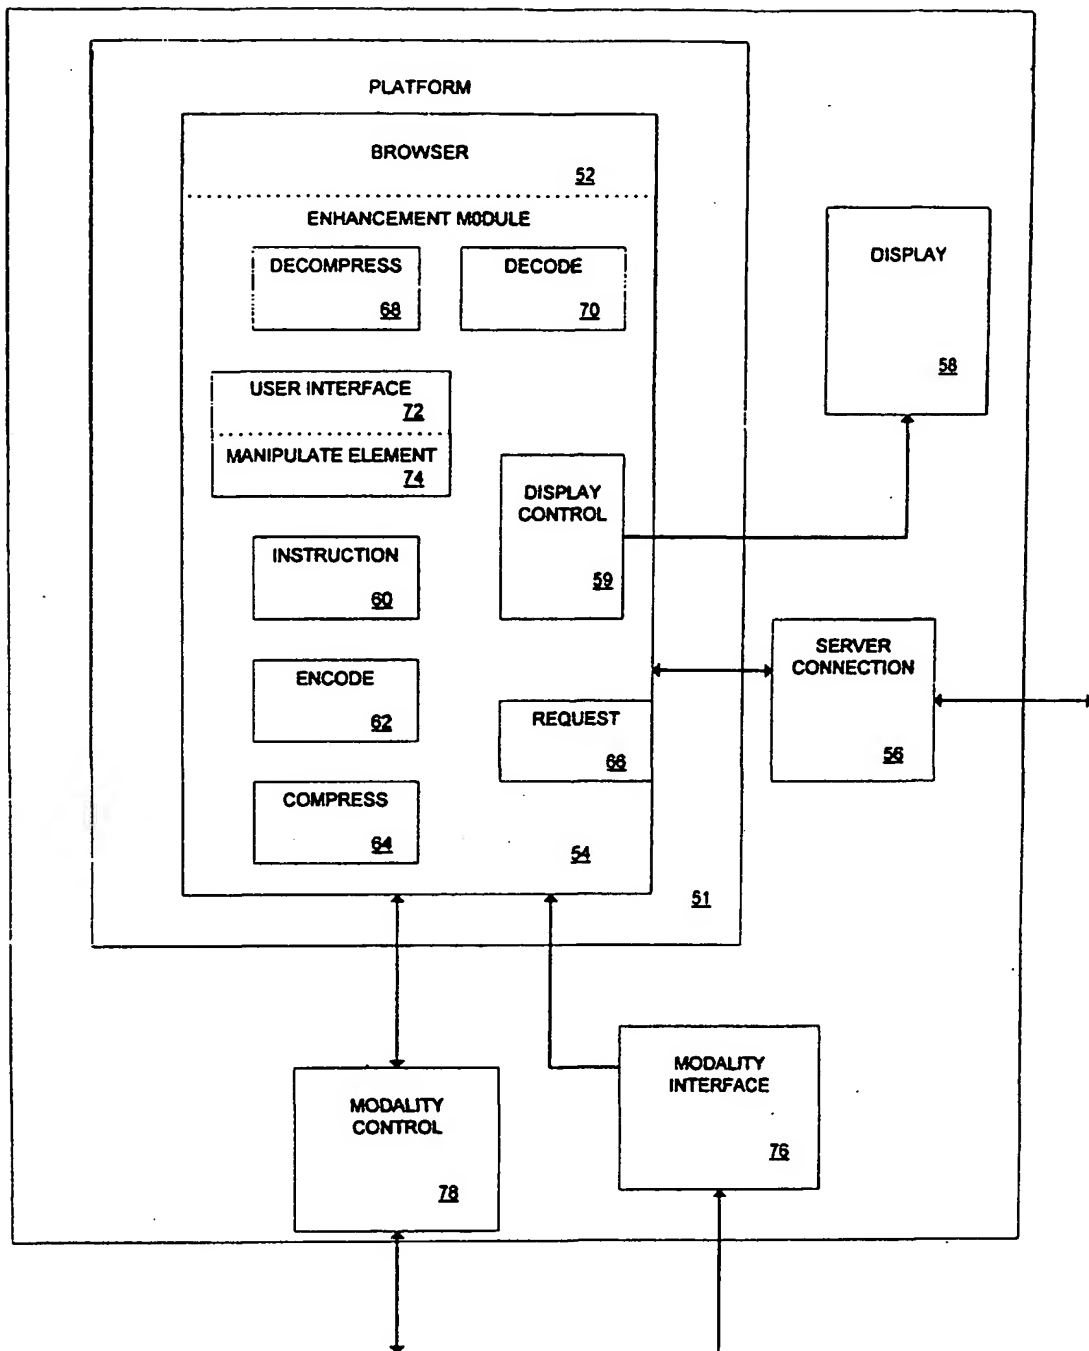 PLATFORM
BROWSER
52
ENHANCEMENT MODULE
DECOMPRESS
68
DECODE
70
USER INTERFACE
72
MANIPULATE ELEMENT
74
DISPLAY
CONTROL
59
INSTRUCTION
60
ENCODE
62
REQUEST
66
COMPRESS
64
54
51
DISPLAY
58
SERVER
CONNECTION
56
MODALITY
CONTROL
78
MODALITY
INTERFACE
76